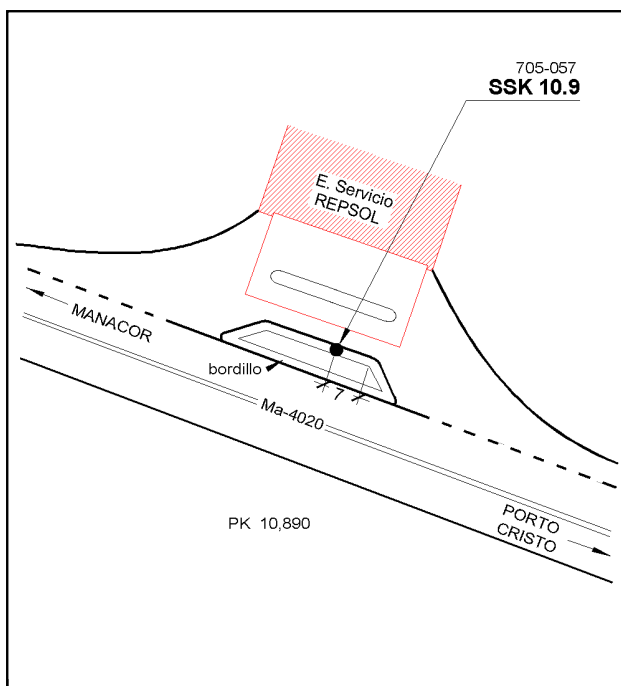 705-057
SSK 10.9
E. Servicio
REPSOL
MANACOR
bordillo
7
Ma-4020
PK 10,890
PORTO
CRISTO